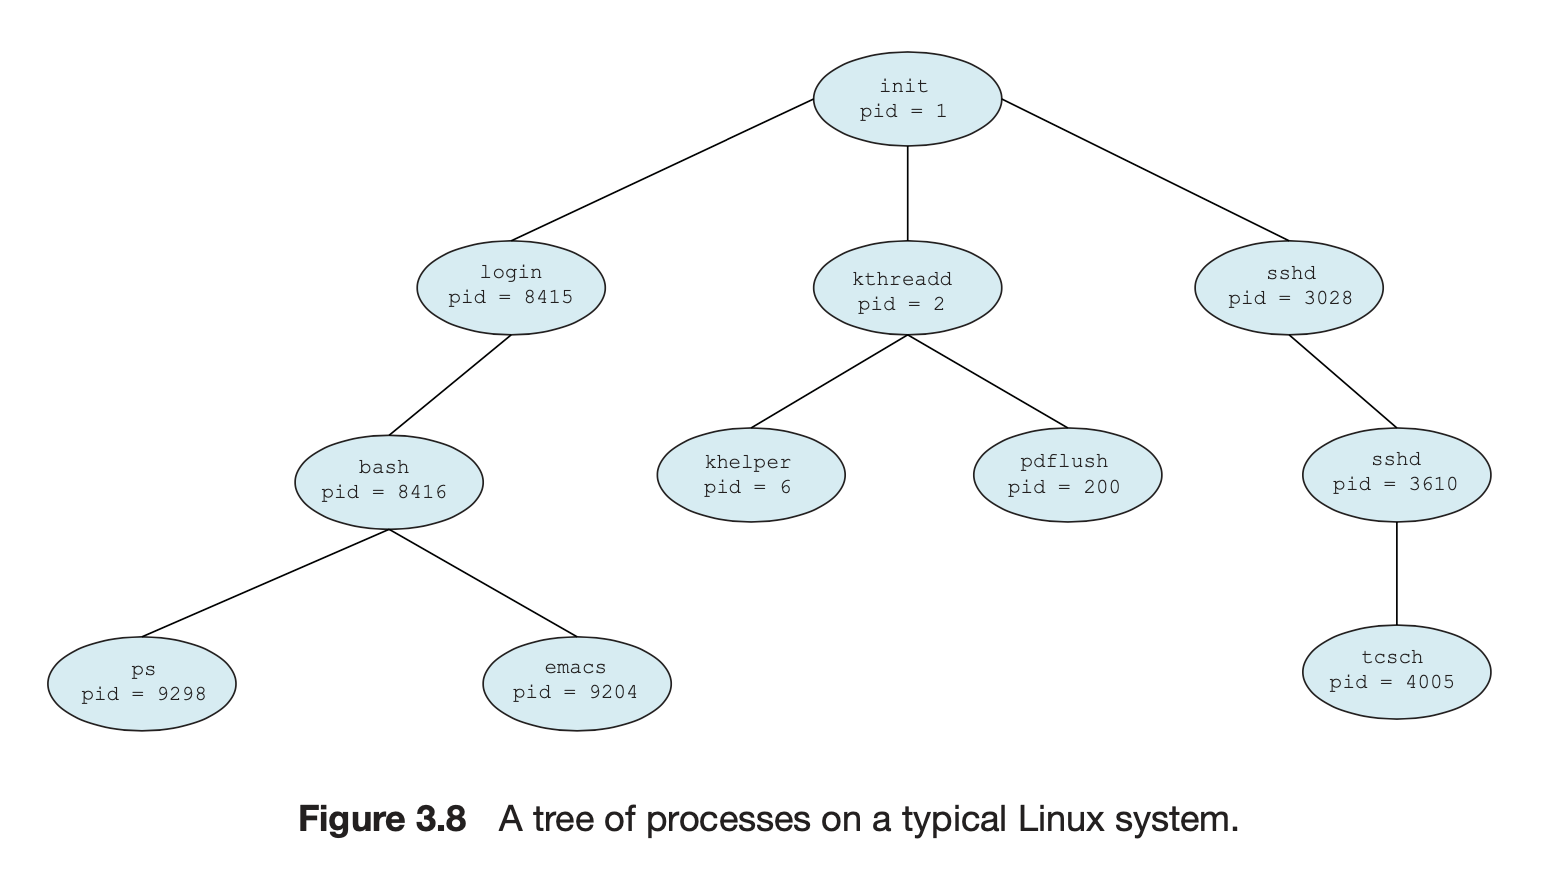 init
pid = 1
login
pid = 8415
kthreadd
pid = 2
sshd
pid = 3028
bash
pid = 8416
khelper
pid = 6
pdflush
pid = 200
sshd
pid = 3610
ps
pid = 9298
emacs
pid = 9204
tcsch
pid = 4005
Figure 3.8 A tree of processes on a typical Linux system.